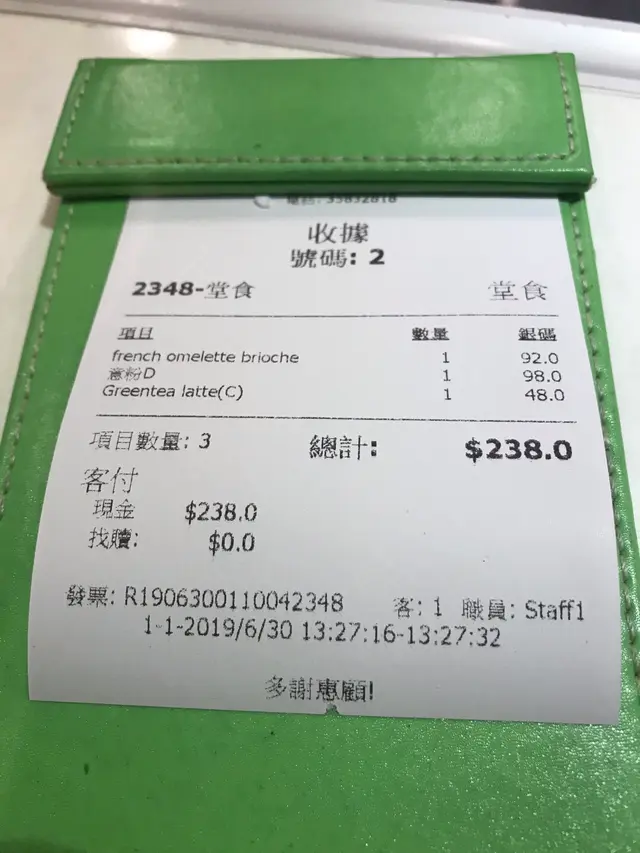 電話: 35832818
收據
號碼: 2
2348-堂食 堂食
項目 數量 銀碼
french omelette brioche 1 92.0
意粉D 1 98.0
Greentea latte(C) 1 48.0
項目數量: 3 總計: $238.0
客付
現金 $238.0
找贖: $0.0
發票: R1906300110042348 客: 1 職員: Staff1
1-1-2019/6/30 13:27:16-13:27:32
多謝惠顧!